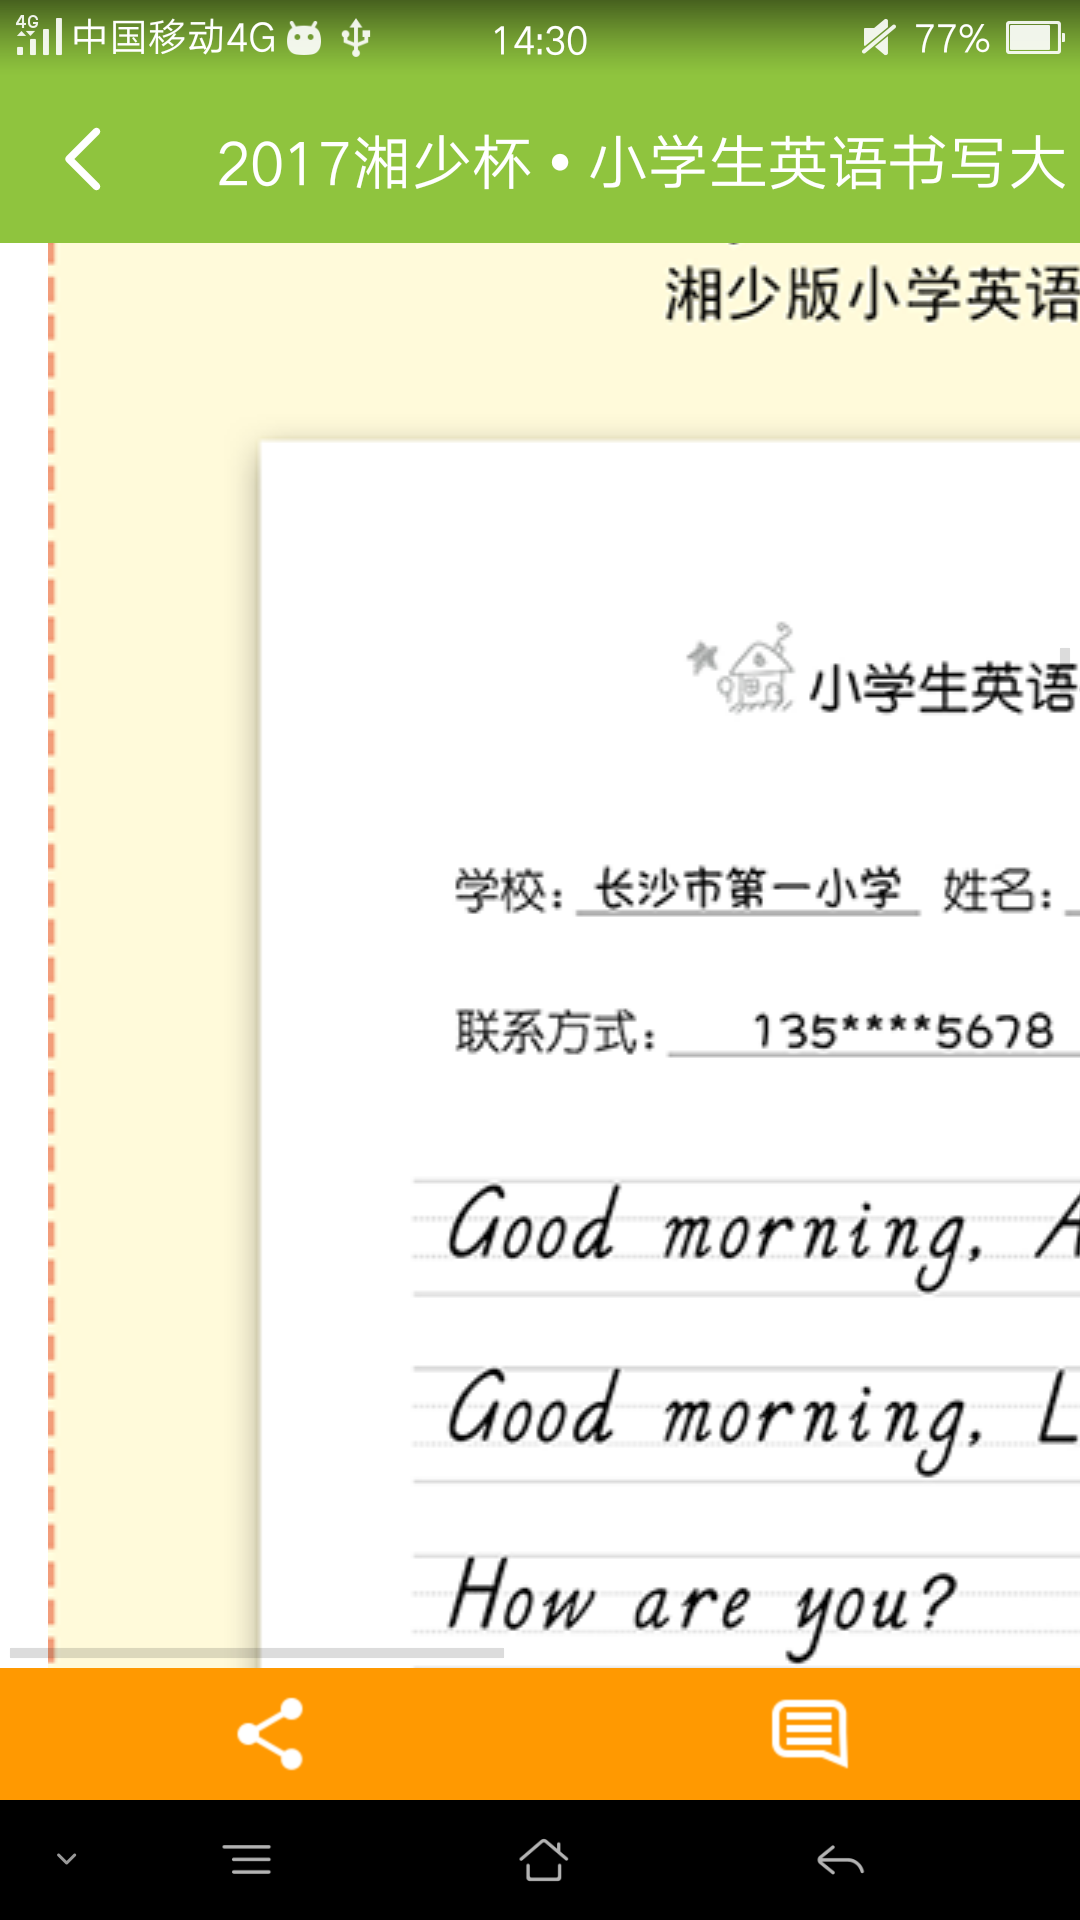 4G 中国移动4G 14:30 77%
2017湘少杯•小学生英语书写大
湘少版小学英语
小学生英语
学校：长沙市第一小学 姓名：
联系方式：135****5678
Good morning, A
Good morning, L
How are you?